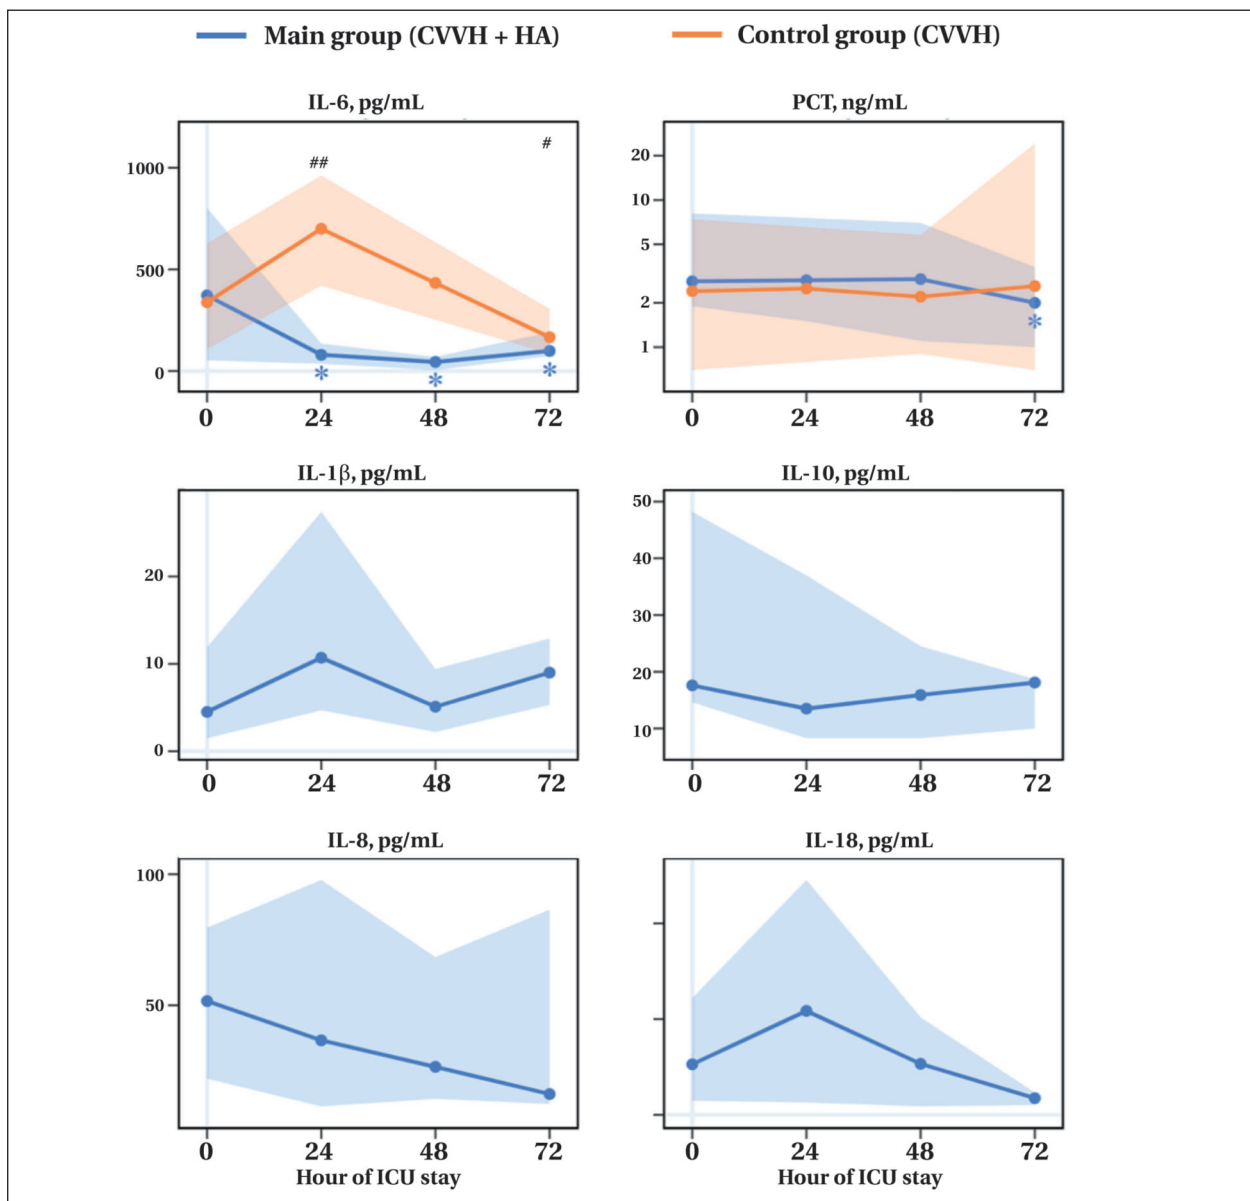 Main group (CVVH + HA) Control group (CVVH)
IL-6, pg/mL
1000
500
0
##
#
* * *
0 24 48 72
PCT, ng/mL
20
10
5
2
1
*
0 24 48 72
IL-1β, pg/mL
20
10
0
0 24 48 72
IL-10, pg/mL
50
40
30
20
10
0 24 48 72
IL-8, pg/mL
100
50
0 24 48 72
Hour of ICU stay
IL-18, pg/mL
0 24 48 72
Hour of ICU stay